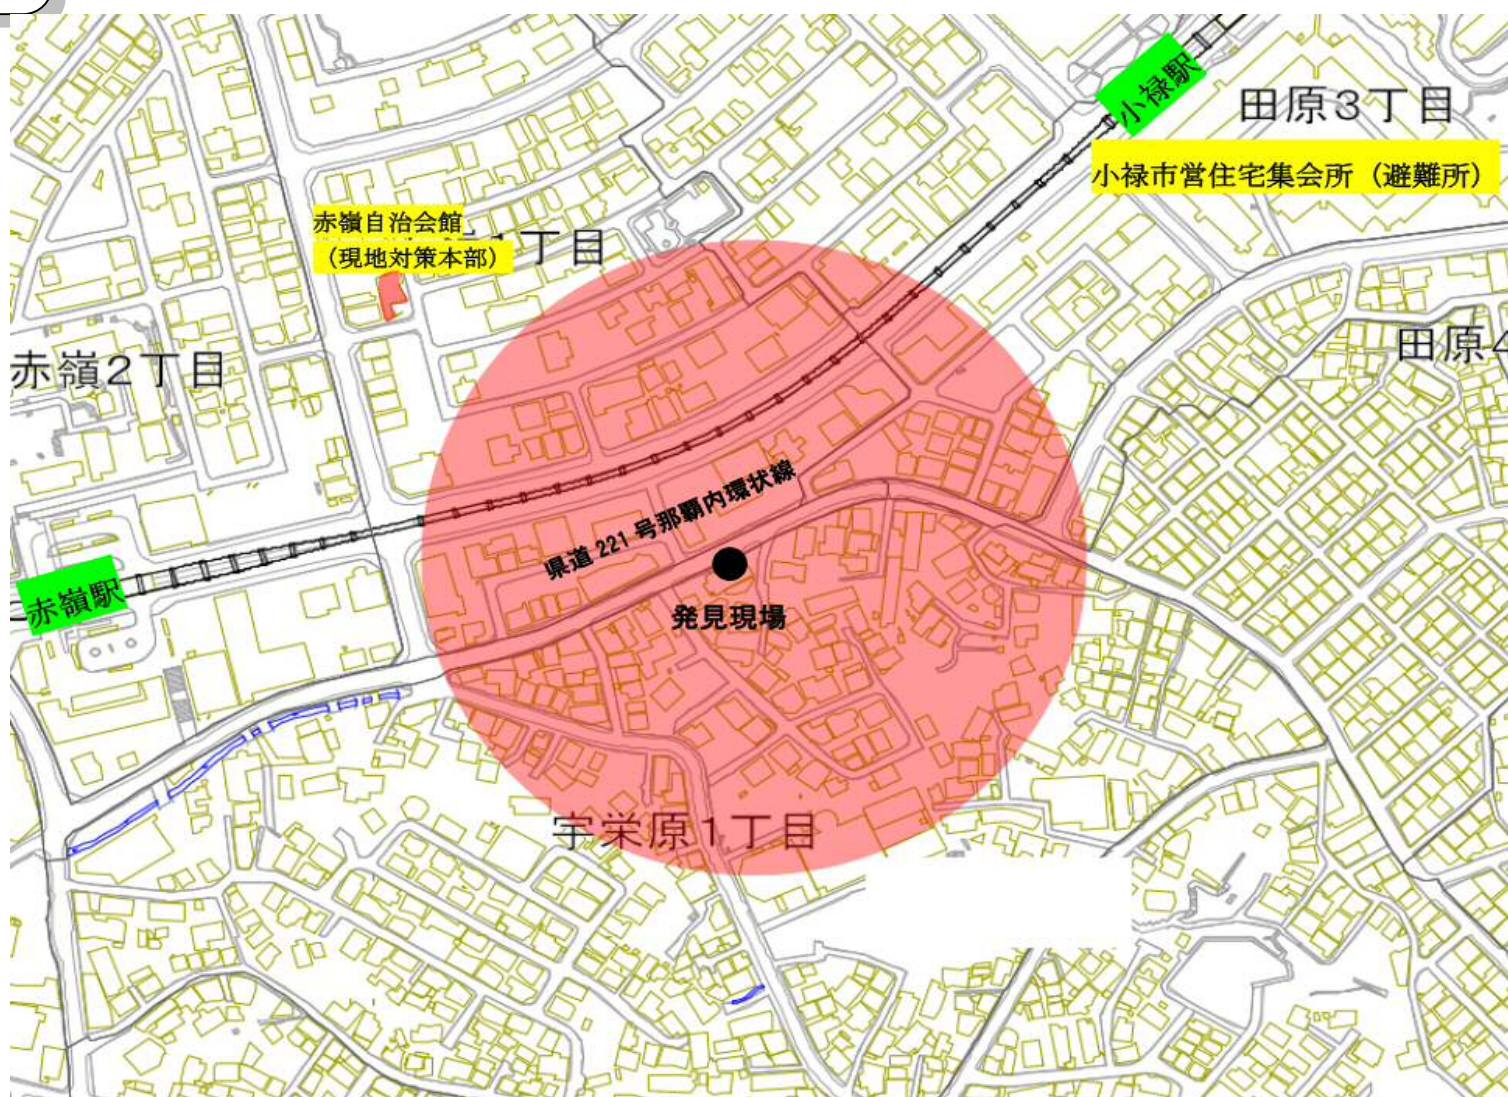 小禄駅
田原3丁目
小禄市営住宅集会所（避難所）
赤嶺自治会館
（現地対策本部）
1丁目
赤嶺2丁目
田原4
県道 221 号那覇内環状線
赤嶺駅
発見現場
宇栄原1丁目